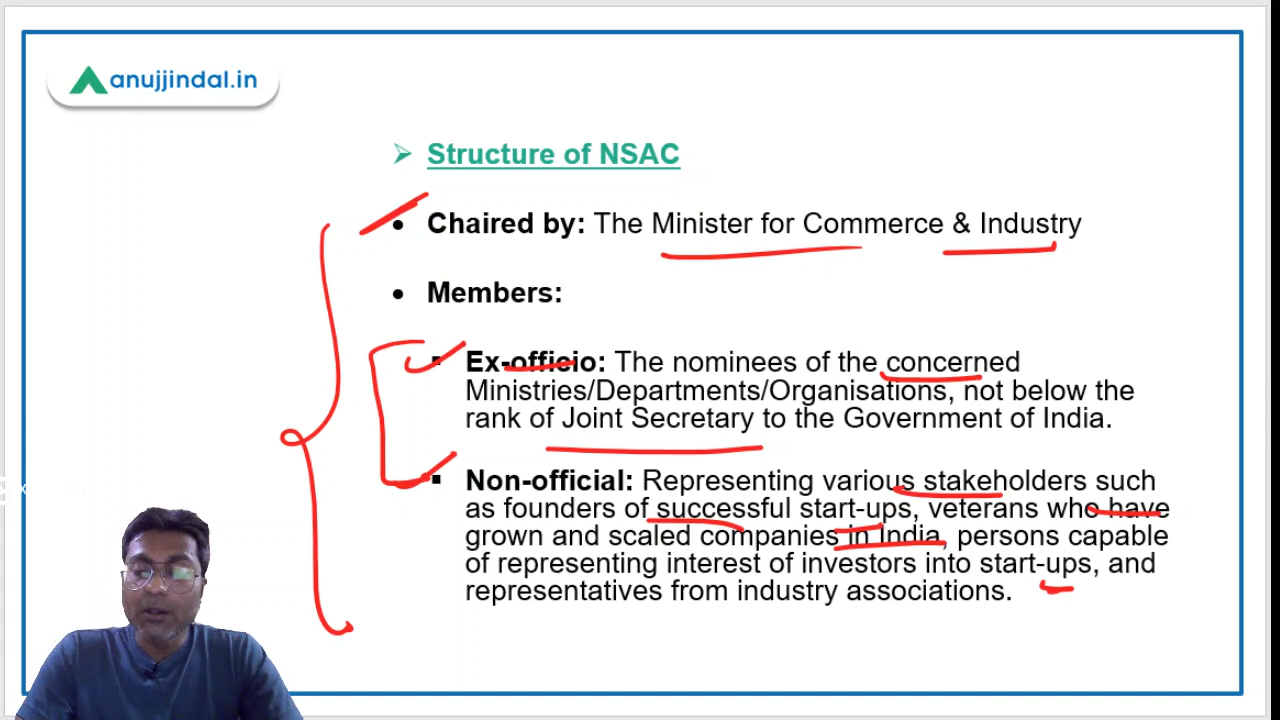 anujjindal.in
Structure of NSAC
Chaired by: The Minister for Commerce & Industry
Members:
Ex-officio: The nominees of the concerned
Ministries/Departments/Organisations, not below the
rank of Joint Secretary to the Government of India.
Non-official: Representing various stakeholders such
as founders of successful start-ups, veterans who have
grown and scaled companies in India, persons capable
of representing interest of investors into start-ups, and
representatives from industry associations.